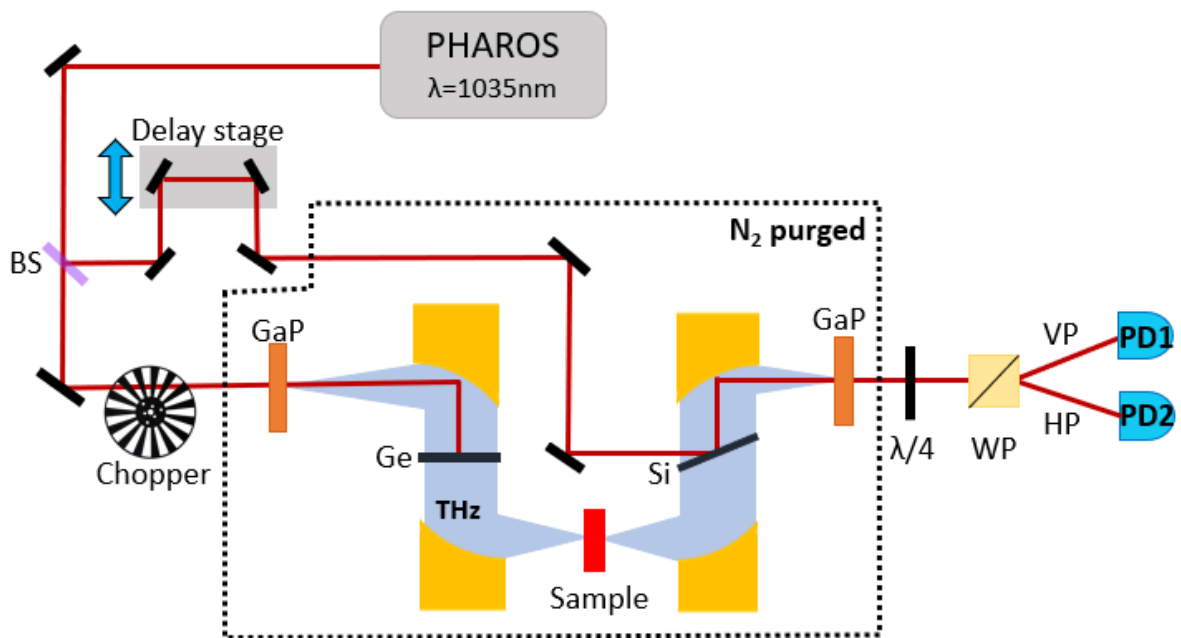 PHAROS
λ=1035nm
Delay stage
N₂ purged
BS
GaP
GaP
VP
PD1
Chopper
Ge
Si
λ/4
WP
HP
PD2
THz
Sample